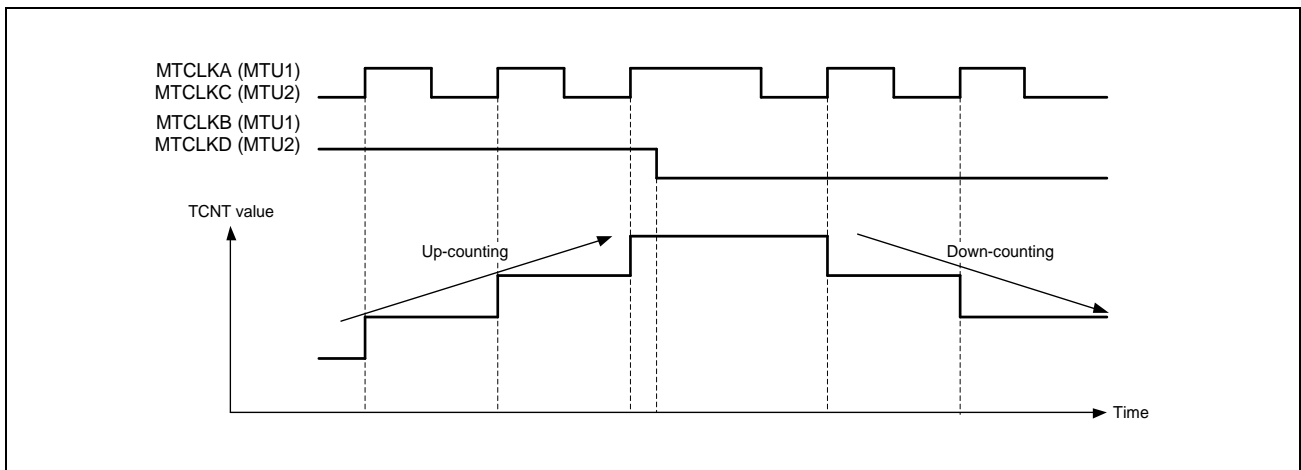 MTCLKA (MTU1)
MTCLKC (MTU2)
MTCLKB (MTU1)
MTCLKD (MTU2)
TCNT value
Up-counting
Down-counting
Time